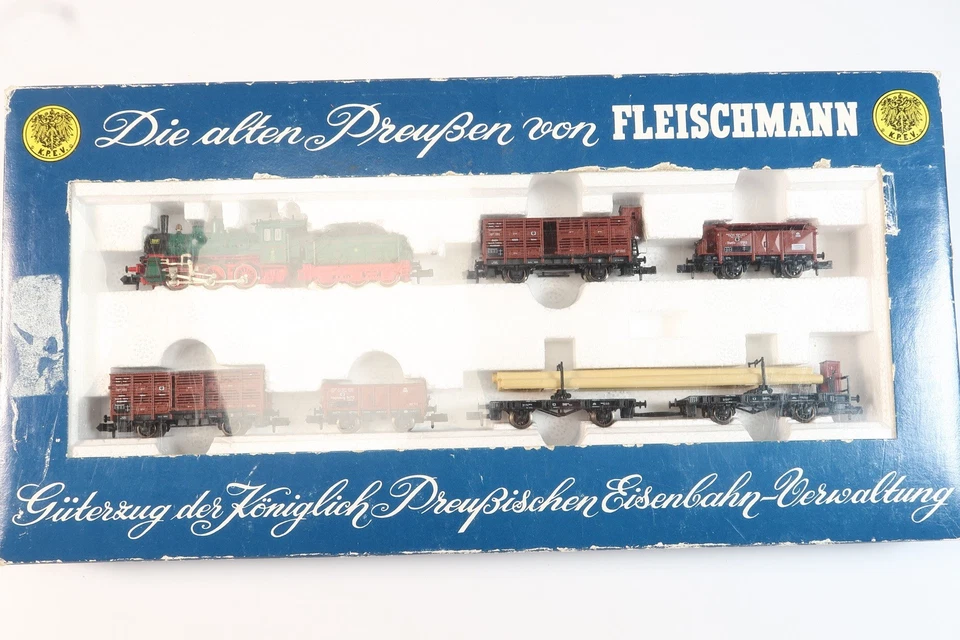 Die alten Preußen von FLEISCHMANN
K.P.E.V.
K.P.E.V.
Güterzug der Königlich Preußischen Eisenbahn-Verwaltung